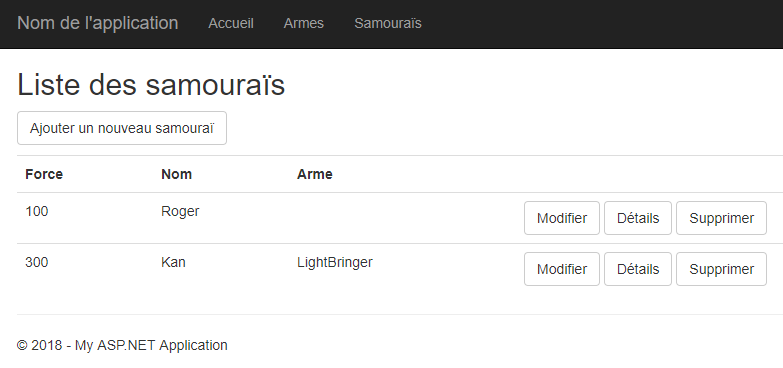 Nom de l'application Accueil Armes Samouraïs
Liste des samouraïs
Ajouter un nouveau samouraï
Force Nom Arme
100 Roger Modifier Détails Supprimer
300 Kan LightBringer Modifier Détails Supprimer
© 2018 - My ASP.NET Application